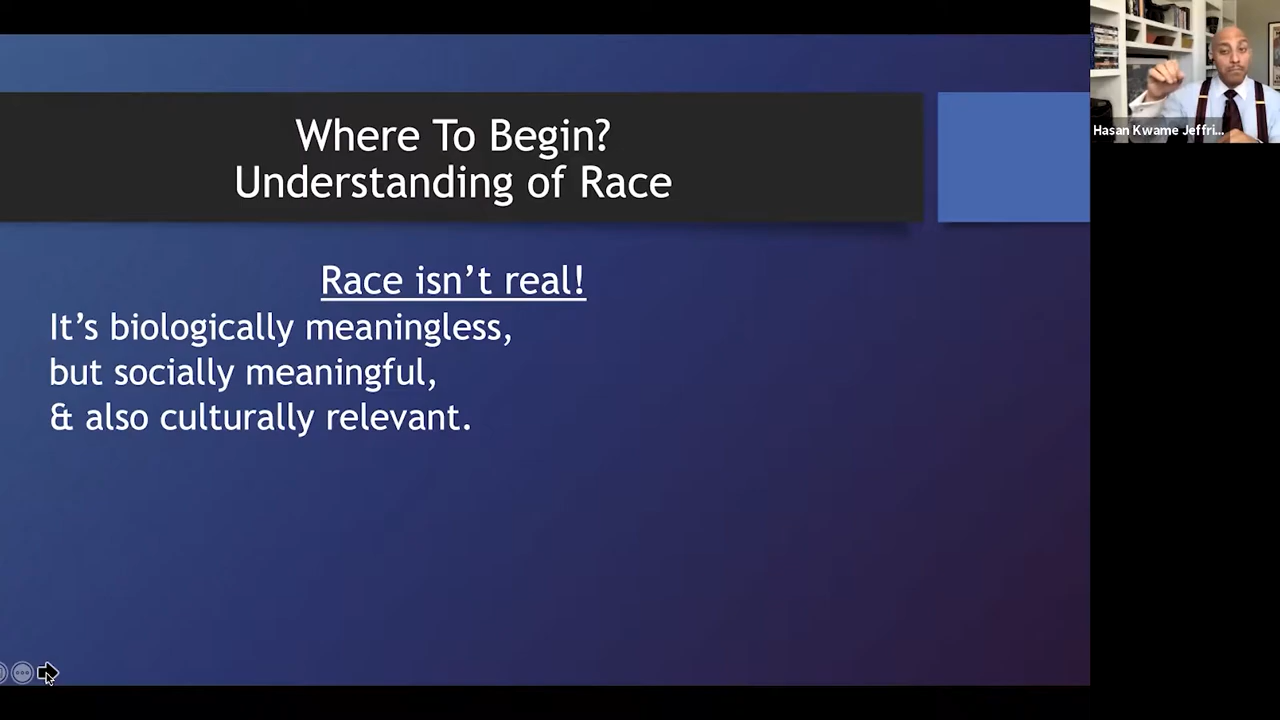 Where To Begin?
Understanding of Race
Race isn’t real!
It’s biologically meaningless,
but socially meaningful,
& also culturally relevant.
Hasan Kwame Jeffri...